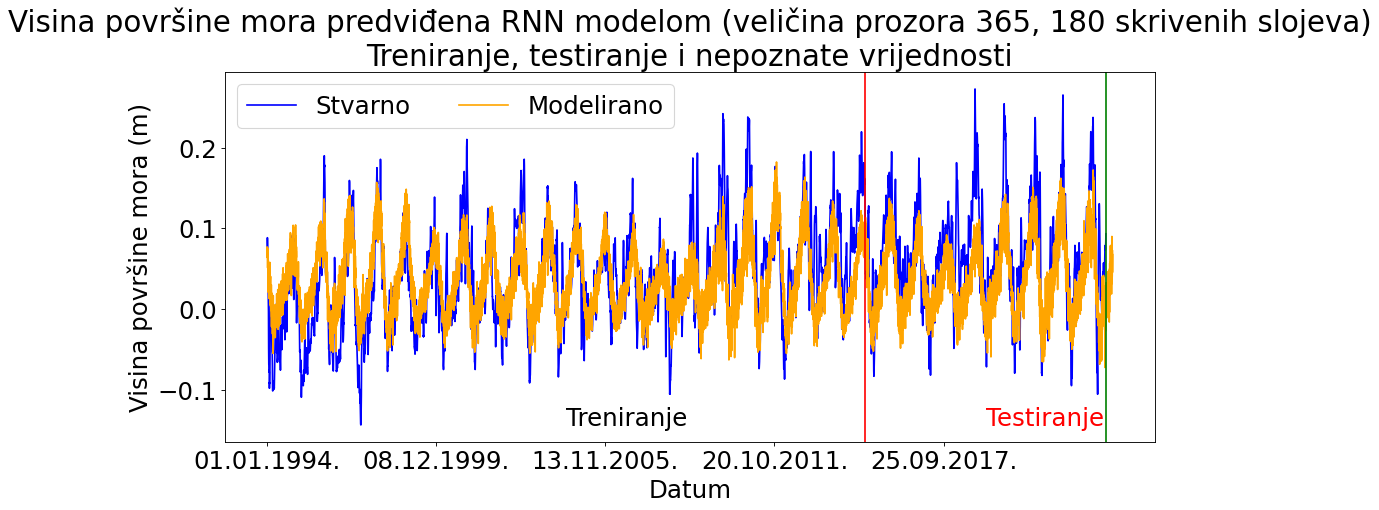 Visina površine mora predviđena RNN modelom (veličina prozora 365, 180 skrivenih slojeva)
Treniranje, testiranje i nepoznate vrijednosti
Stvarno Modelirano
Visina površine mora (m)
0.2
0.1
0.0
−0.1
Treniranje Testiranje
01.01.1994. 08.12.1999. 13.11.2005. 20.10.2011. 25.09.2017.
Datum